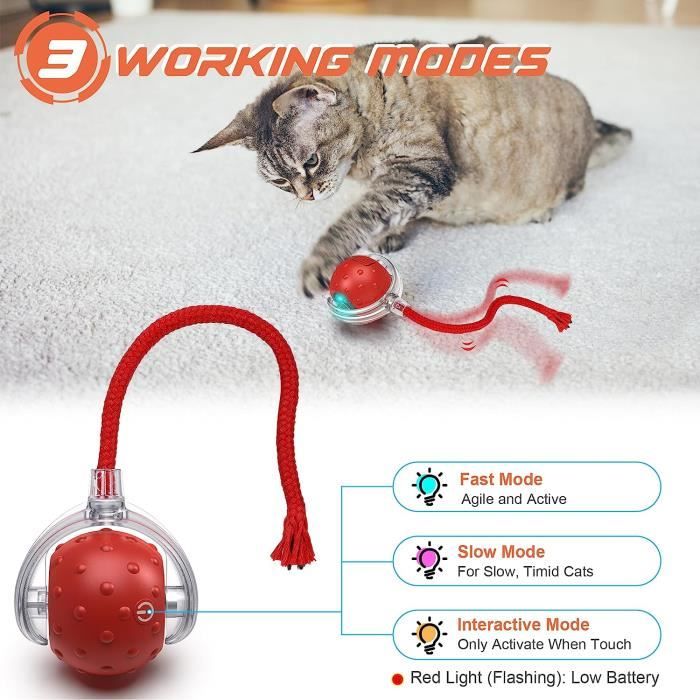 3 WORKING MODES
Fast Mode
Agile and Active
Slow Mode
For Slow, Timid Cats
Interactive Mode
Only Activate When Touch
Red Light (Flashing): Low Battery